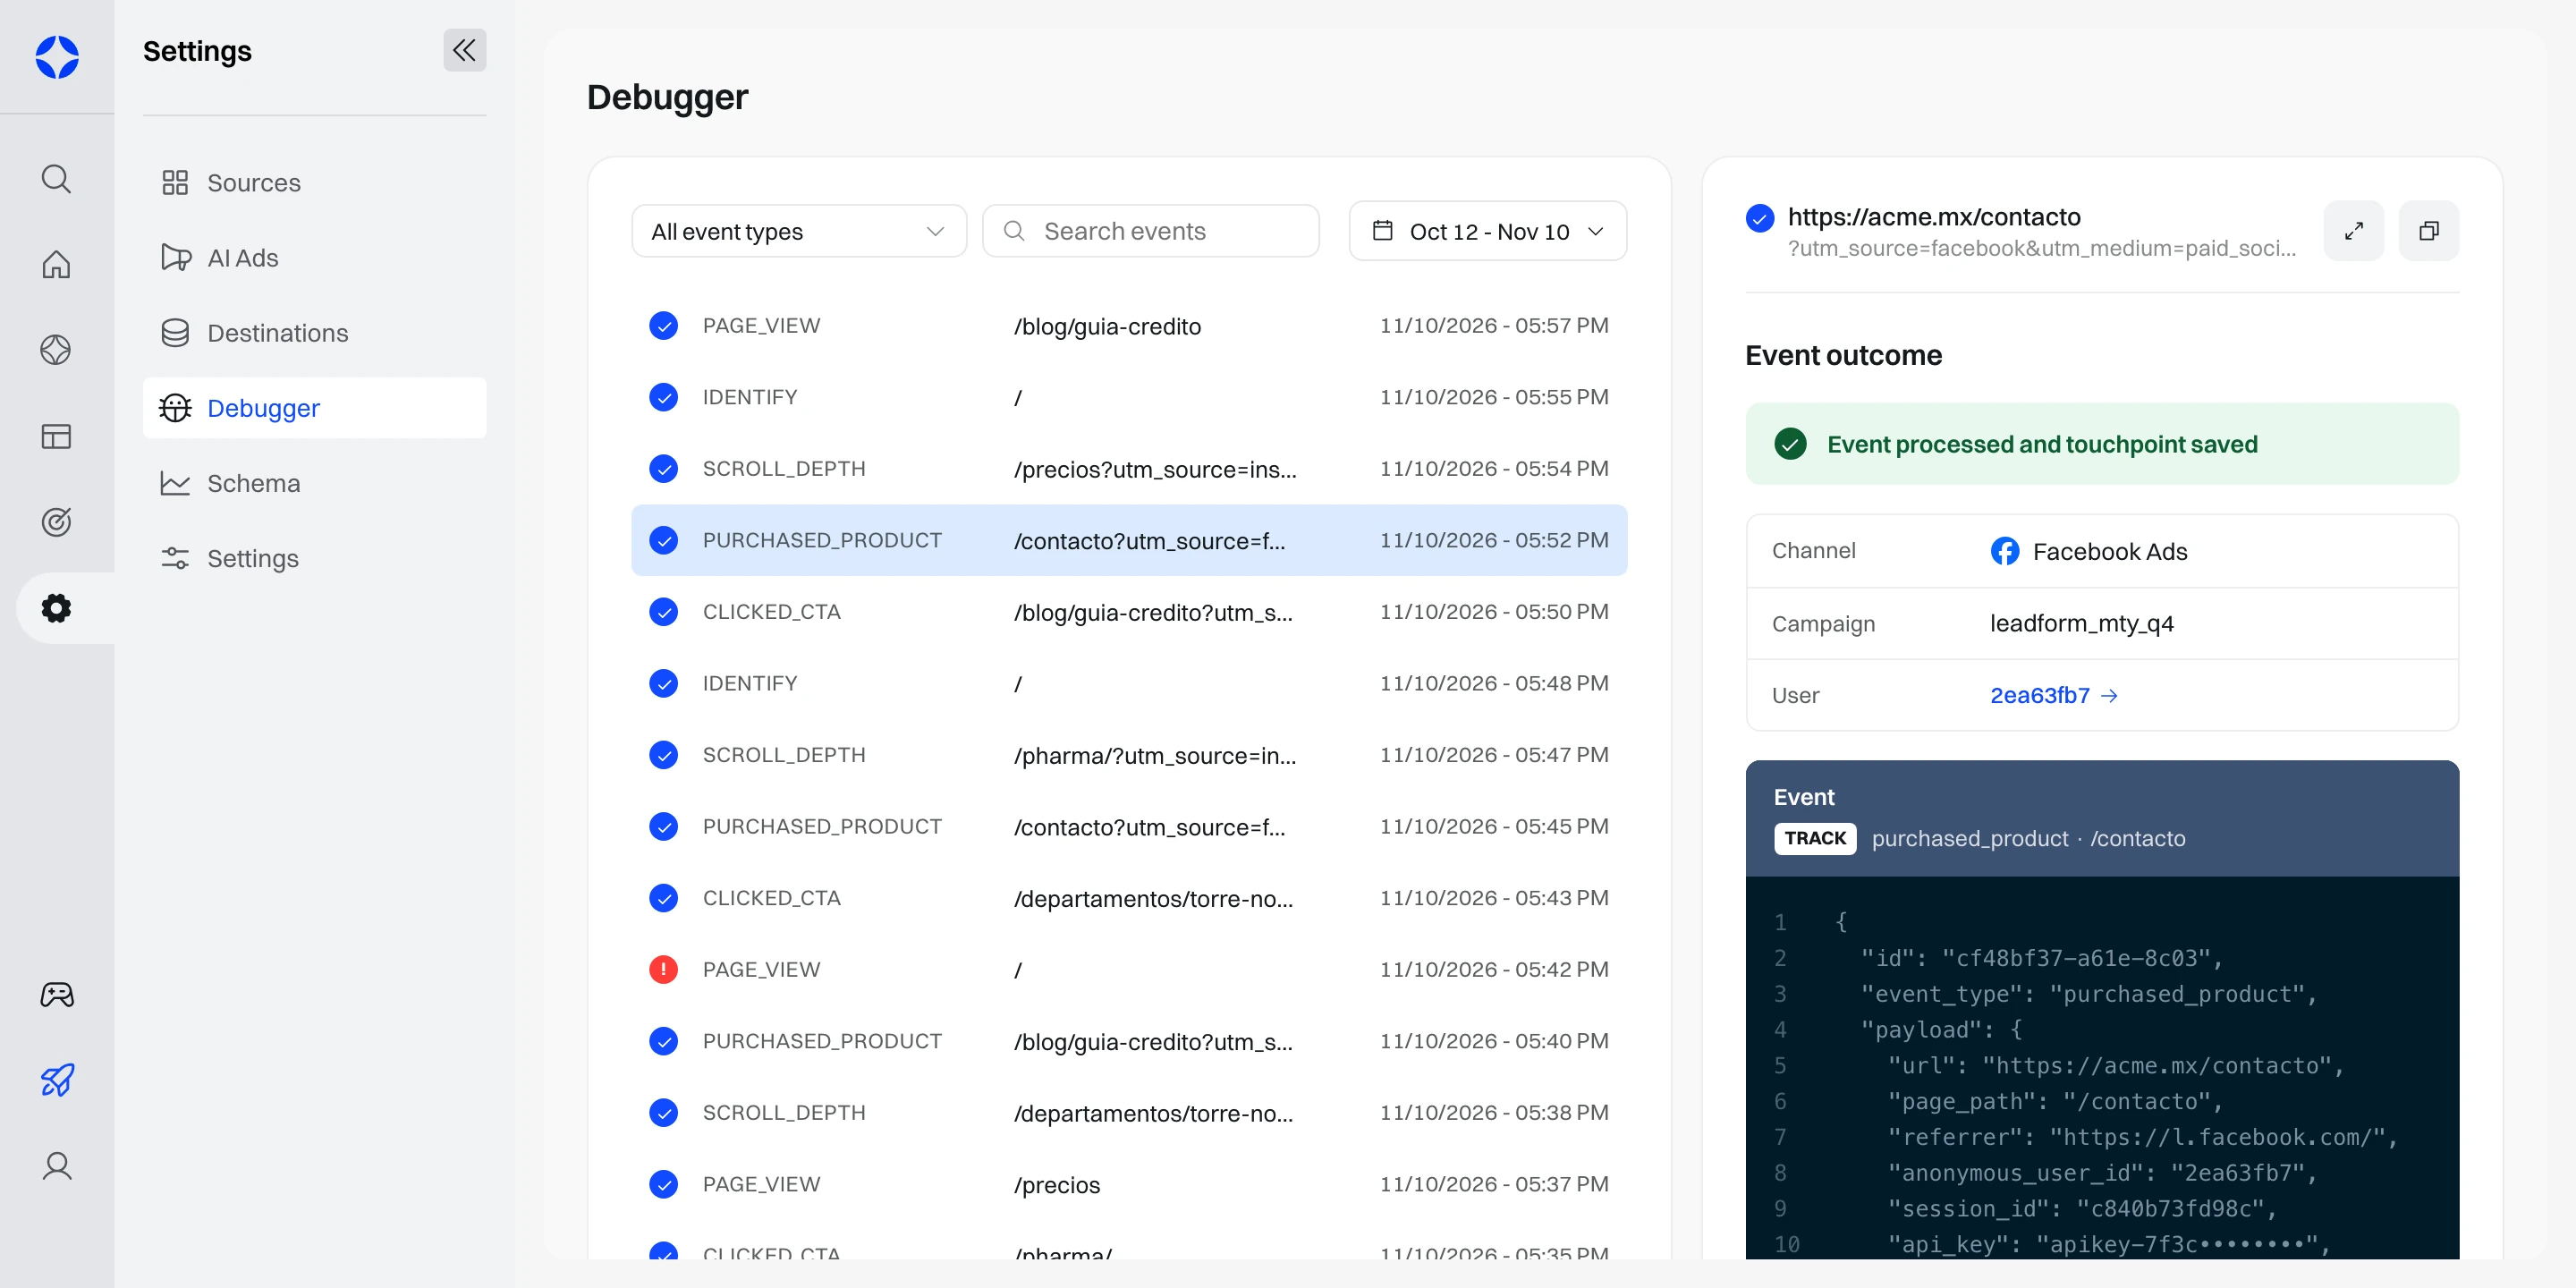 Settings
Sources
AI Ads
Destinations
Debugger
Schema
Settings
Debugger
All event types
Search events
Oct 12 - Nov 10
PAGE_VIEW /blog/guia-credito 11/10/2026 - 05:57 PM
IDENTIFY / 11/10/2026 - 05:55 PM
SCROLL_DEPTH /precios?utm_source=ins... 11/10/2026 - 05:54 PM
PURCHASED_PRODUCT /contacto?utm_source=f... 11/10/2026 - 05:52 PM
CLICKED_CTA /blog/guia-credito?utm_s... 11/10/2026 - 05:50 PM
IDENTIFY / 11/10/2026 - 05:48 PM
SCROLL_DEPTH /pharma/?utm_source=in... 11/10/2026 - 05:47 PM
PURCHASED_PRODUCT /contacto?utm_source=f... 11/10/2026 - 05:45 PM
CLICKED_CTA /departamentos/torre-no... 11/10/2026 - 05:43 PM
PAGE_VIEW / 11/10/2026 - 05:42 PM
PURCHASED_PRODUCT /blog/guia-credito?utm_s... 11/10/2026 - 05:40 PM
SCROLL_DEPTH /departamentos/torre-no... 11/10/2026 - 05:38 PM
PAGE_VIEW /precios 11/10/2026 - 05:37 PM
CLICKED_CTA /pharma/ 11/10/2026 - 05:35 PM
https://acme.mx/contacto
?utm_source=facebook&utm_medium=paid_soci...
Event outcome
Event processed and touchpoint saved
Channel Facebook Ads
Campaign leadform_mty_q4
User 2ea63fb7 →
Event
TRACK purchased_product · /contacto
1 {
2 "id": "cf48bf37-a61e-8c03",
3 "event_type": "purchased_product",
4 "payload": {
5 "url": "https://acme.mx/contacto",
6 "page_path": "/contacto",
7 "referrer": "https://l.facebook.com/",
8 "anonymous_user_id": "2ea63fb7",
9 "session_id": "c840b73fd98c",
10 "api_key": "apikey-7f3c••••••••",